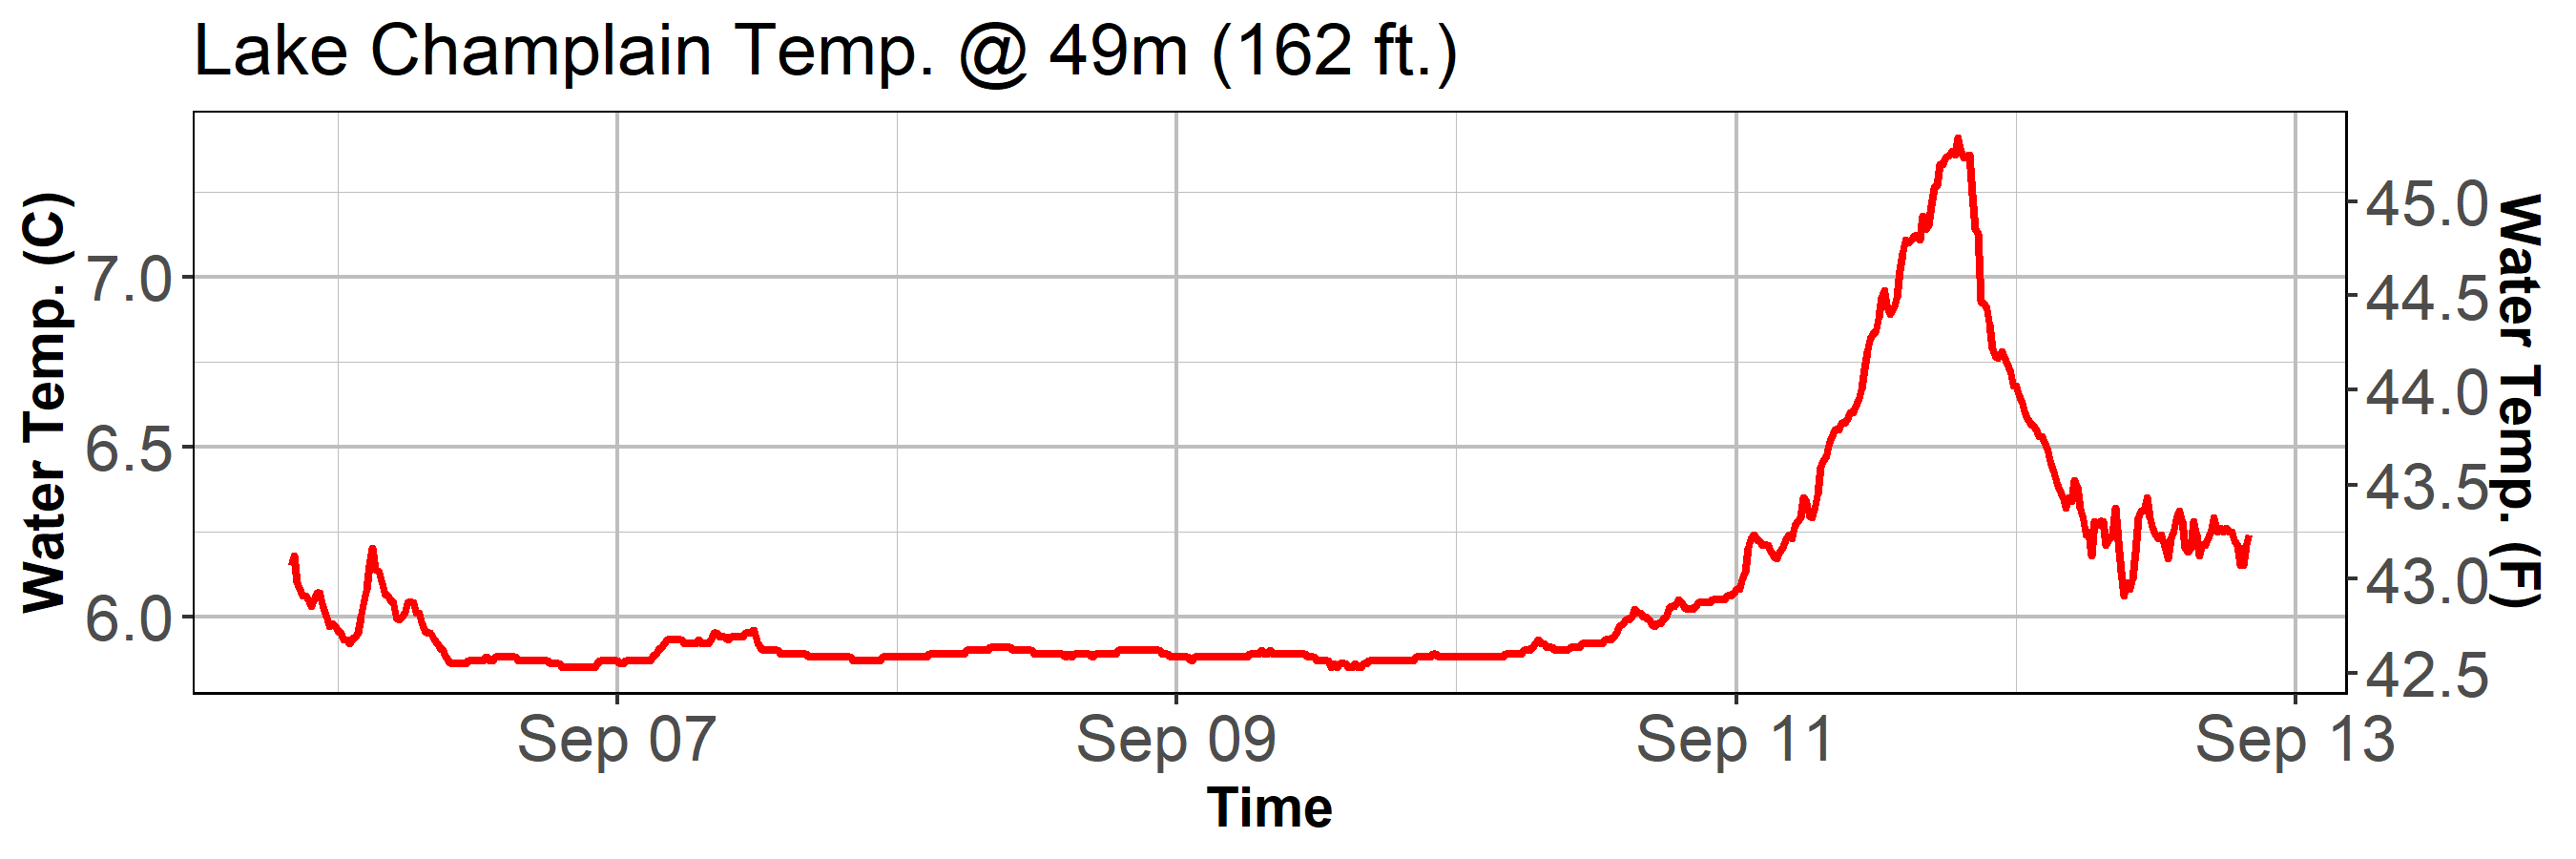 Lake Champlain Temp. @ 49m (162 ft.)
Water Temp. (C)
7.0
6.5
6.0
45.0
44.5
44.0
43.5
43.0
42.5
Water Temp. (F)
Sep 07
Sep 09
Sep 11
Sep 13
Time